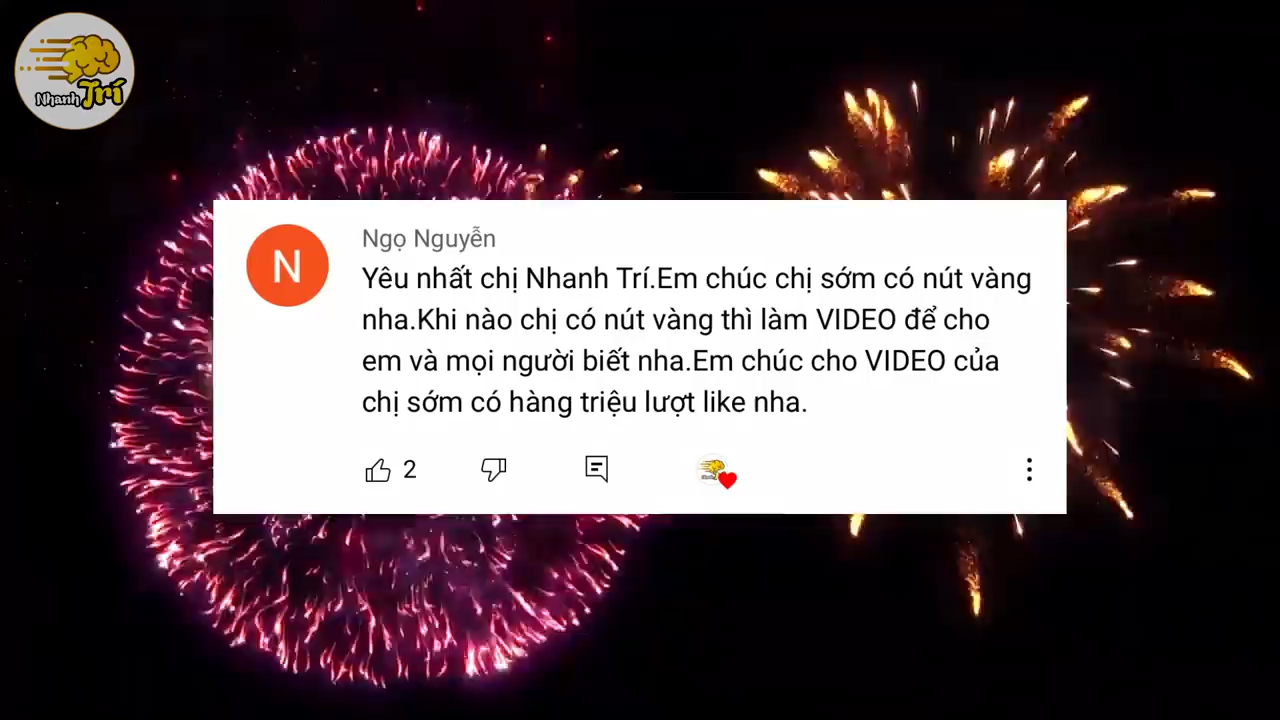 Nhanh Trí
N
Ngọ Nguyễn
Yêu nhất chị Nhanh Trí.Em chúc chị sớm có nút vàng
nha.Khi nào chị có nút vàng thì làm VIDEO để cho
em và mọi người biết nha.Em chúc cho VIDEO của
chị sớm có hàng triệu lượt like nha.
2